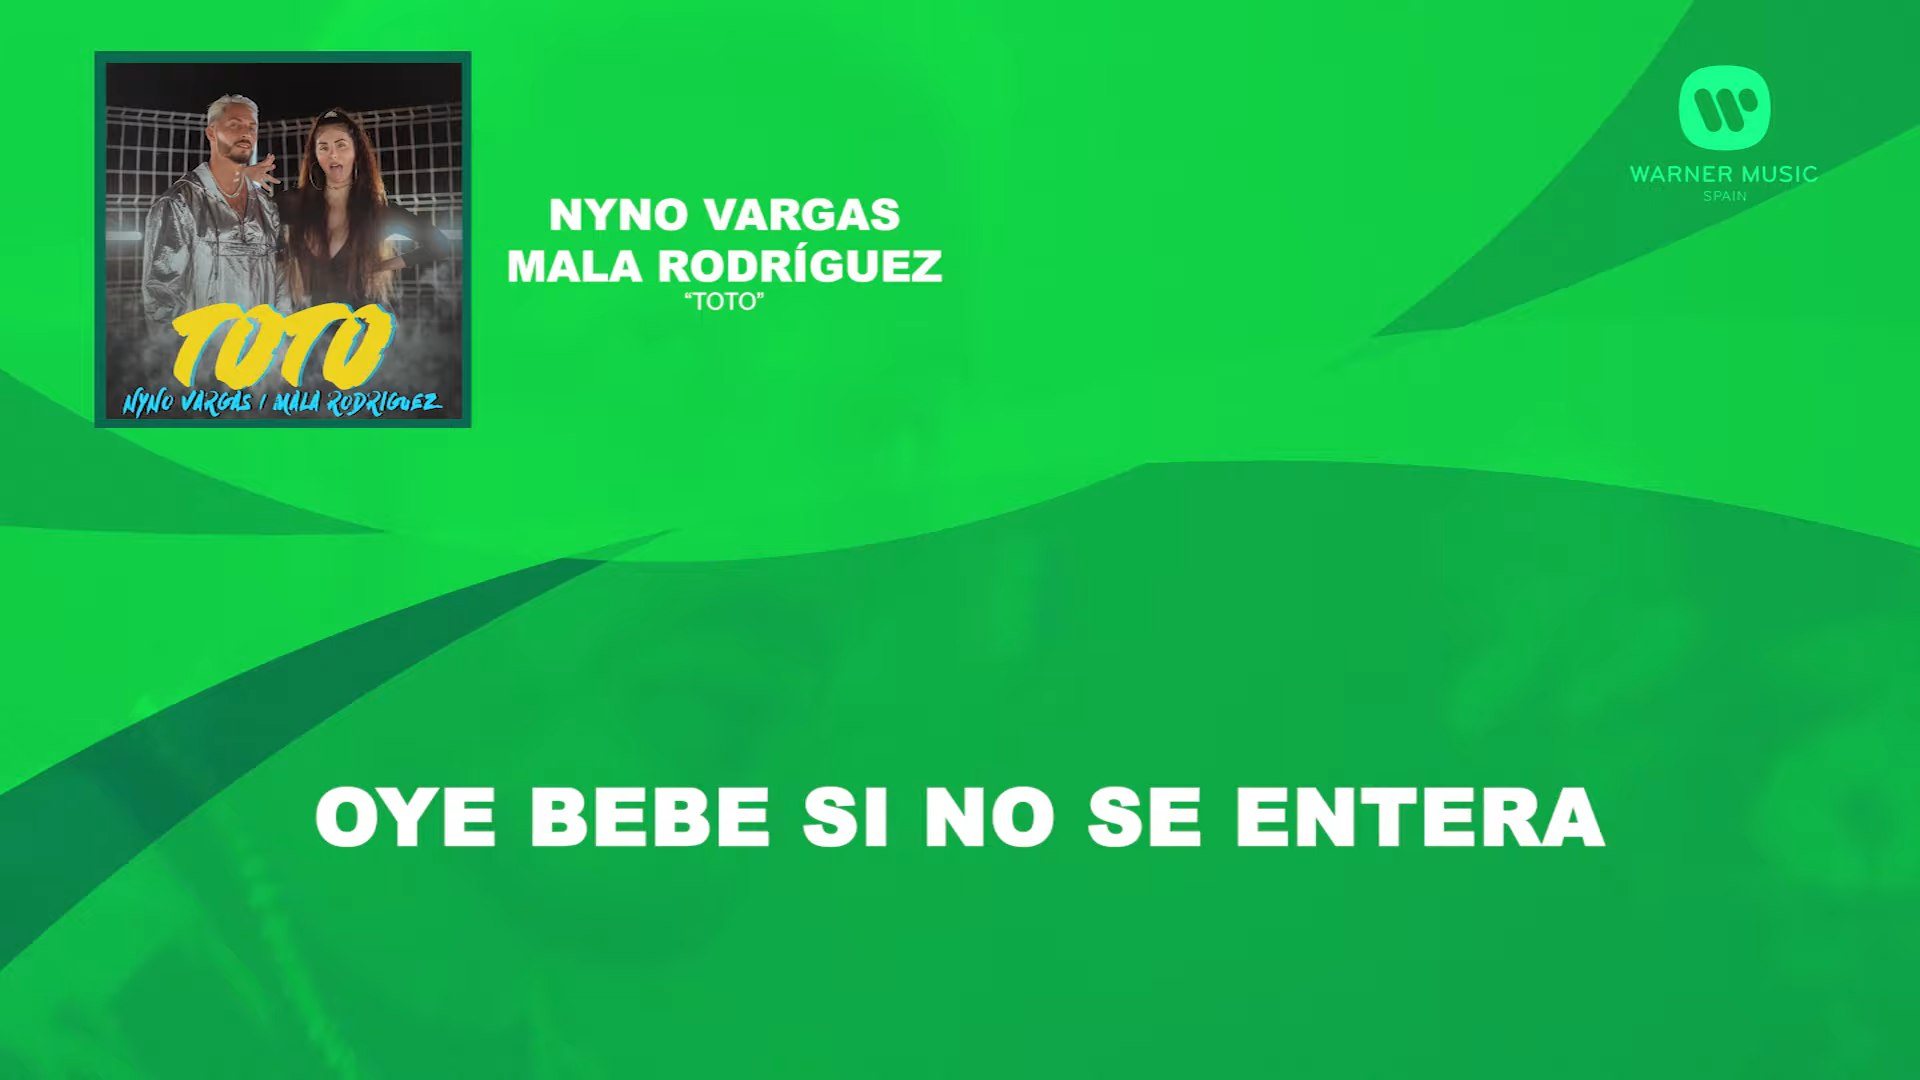 TOTO
NYNO VARGAS / MALA RODRIGUEZ
NYNO VARGAS
MALA RODRÍGUEZ
“TOTO”
WARNER MUSIC
SPAIN
OYE BEBE SI NO SE ENTERA